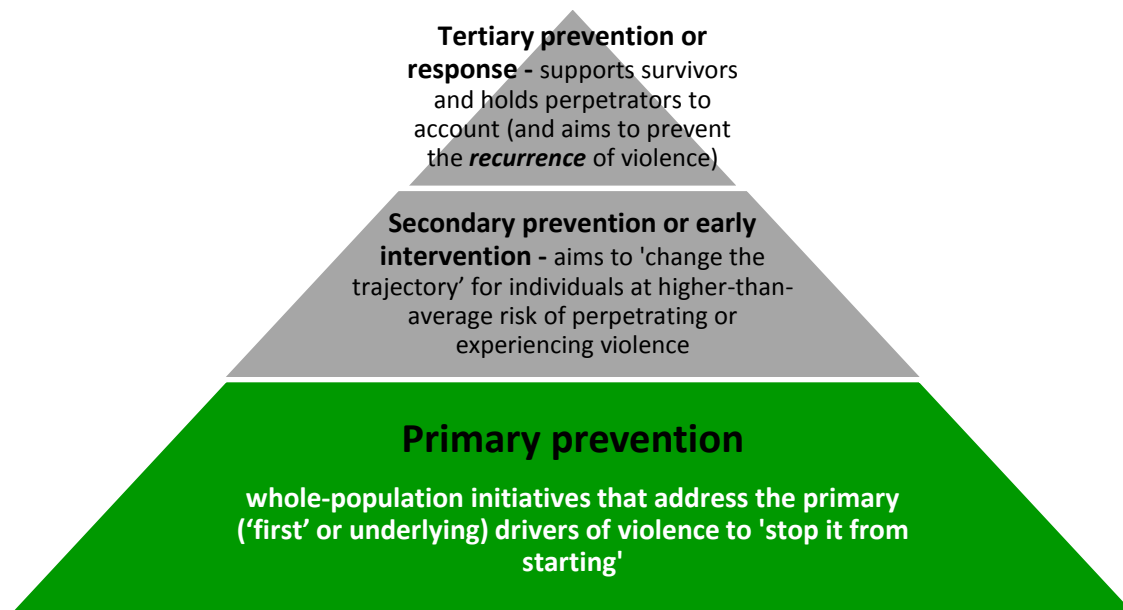 Tertiary prevention or
response - supports survivors
and holds perpetrators to
account (and aims to prevent
the recurrence of violence)
Secondary prevention or early
intervention - aims to 'change the
trajectory’ for individuals at higher-than-
average risk of perpetrating or
experiencing violence
Primary prevention
whole-population initiatives that address the primary
(‘first’ or underlying) drivers of violence to 'stop it from
starting'